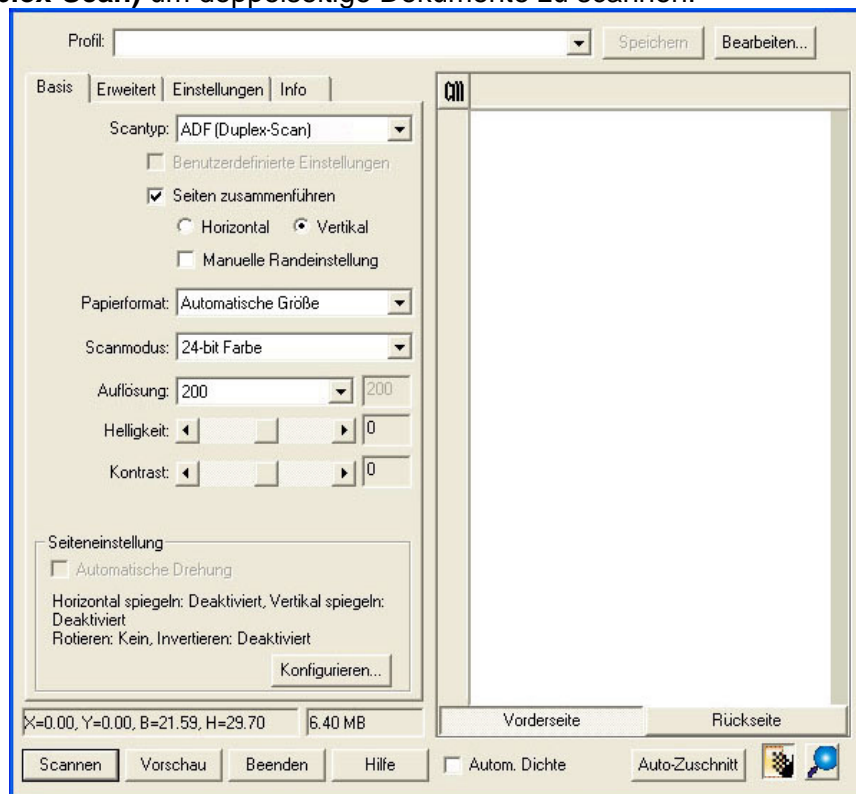 plex-Scan) um doppelseitige Dokumente zu scannen.
Profil: Speichern Bearbeiten...
Basis Erweitert Einstellungen Info
CM
Scantyp: ADF (Duplex-Scan)
Benutzerdefinierte Einstellungen
Seiten zusammenführen
Horizontal Vertikal
Manuelle Randeinstellung
Papierformat: Automatische Größe
Scanmodus: 24-bit Farbe
Auflösung: 200 200
Helligkeit: 0
Kontrast: 0
Seiteneinstellung
Automatische Drehung
Horizontal spiegeln: Deaktiviert, Vertikal spiegeln:
Deaktiviert
Rotieren: Kein, Invertieren: Deaktiviert
Konfigurieren...
X=0.00, Y=0.00, B=21.59, H=29.70 6.40 MB
Vorderseite Rückseite
Scannen Vorschau Beenden Hilfe Autom. Dichte Auto-Zuschnitt